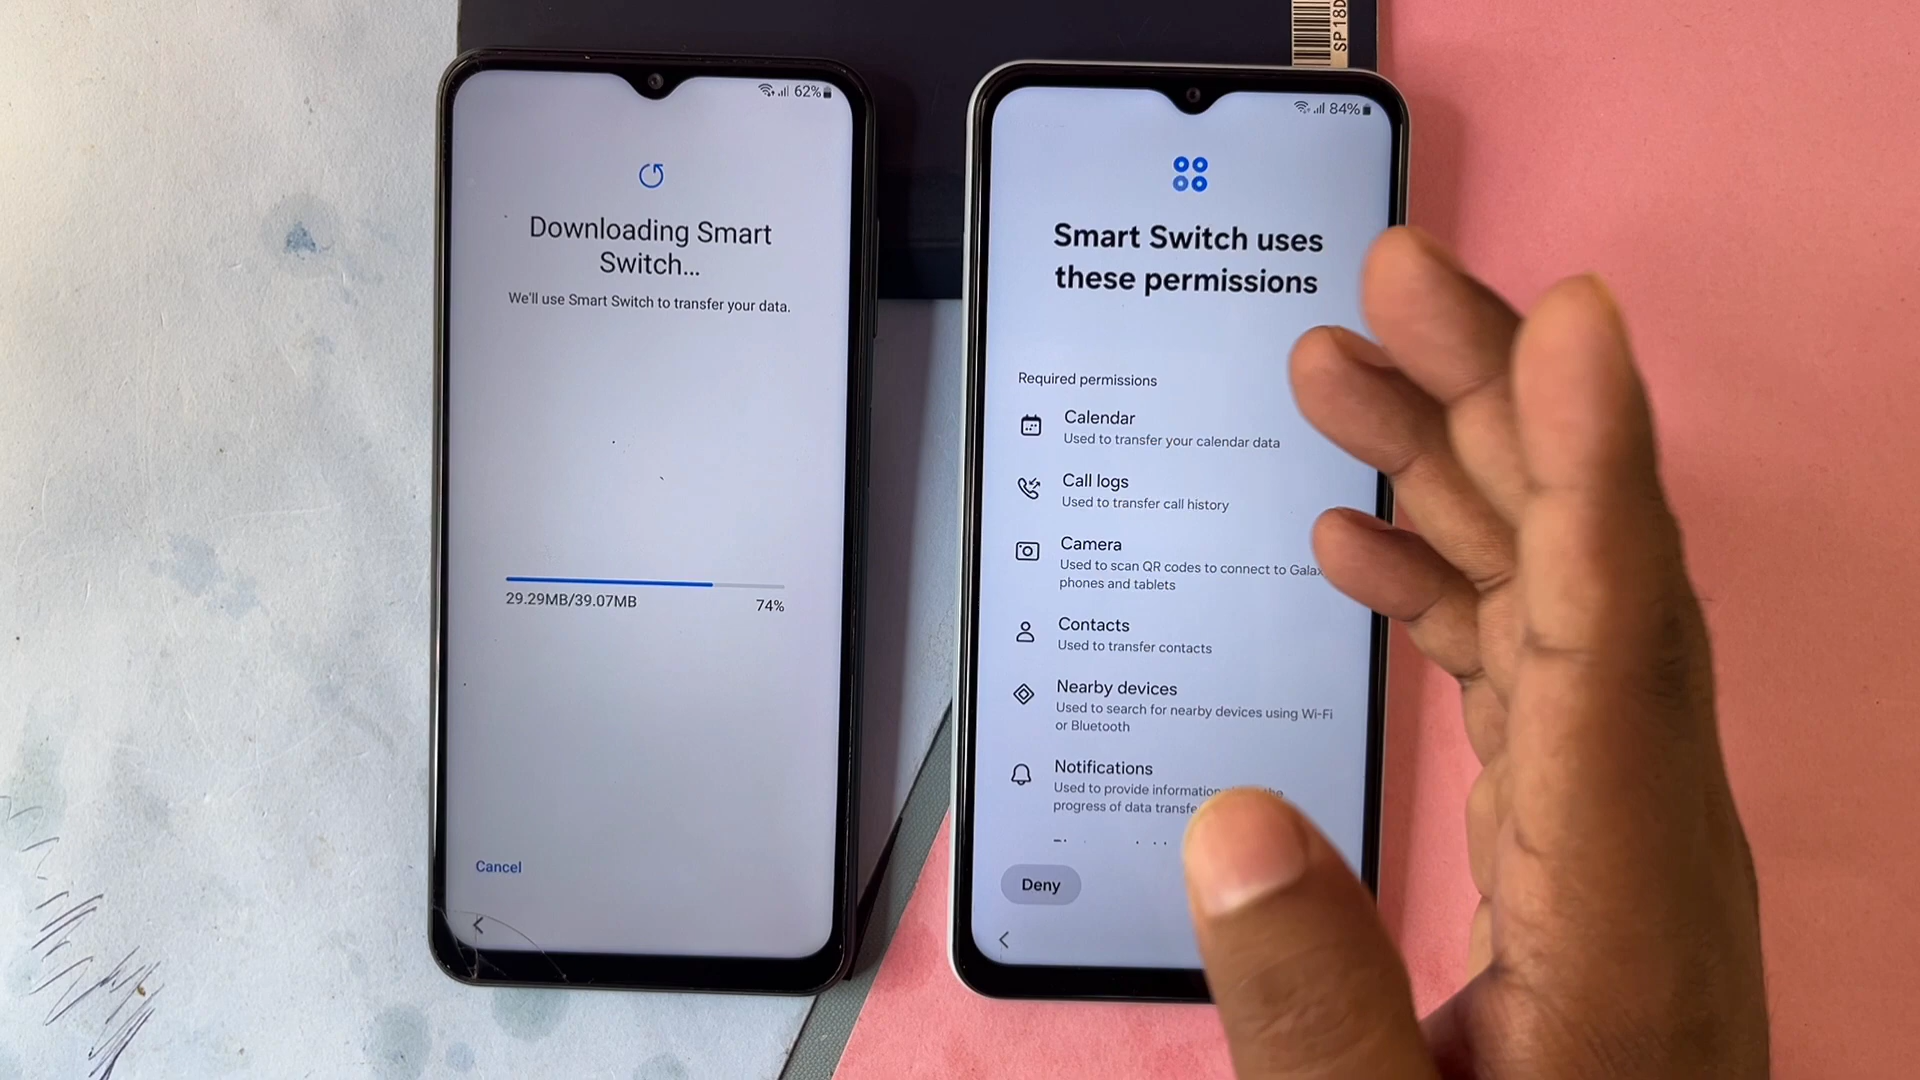 SP18D
62%
Downloading Smart
Switch...
We'll use Smart Switch to transfer your data.
29.29MB/39.07MB
74%
Cancel
84%
Smart Switch uses
these permissions
Required permissions
Calendar
Used to transfer your calendar data
Call logs
Used to transfer call history
Camera
Used to scan QR codes to connect to
phones and tablets
Contacts
Used to transfer contacts
Nearby devices
Used to search for nearby devices using Wi-Fi
or Bluetooth
Notifications
Used to provide information the
progress of data
Deny